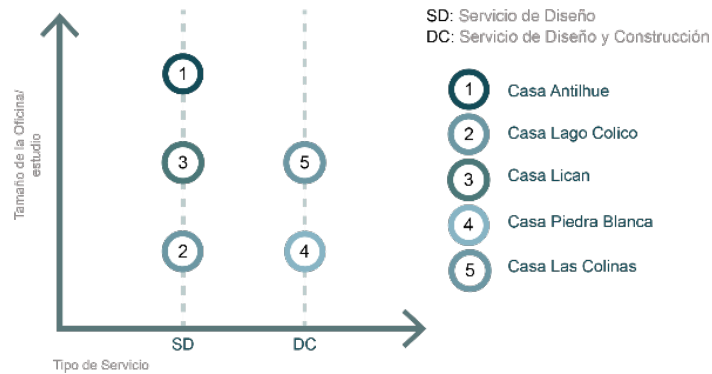 SD: Servicio de Diseño
DC: Servicio de Diseño y Construcción
Tamaño de la Oficina/
estudio
1
3
5
2
4
SD
DC
Tipo de Servicio
1 Casa Antilhue
2 Casa Lago Colico
3 Casa Lican
4 Casa Piedra Blanca
5 Casa Las Colinas